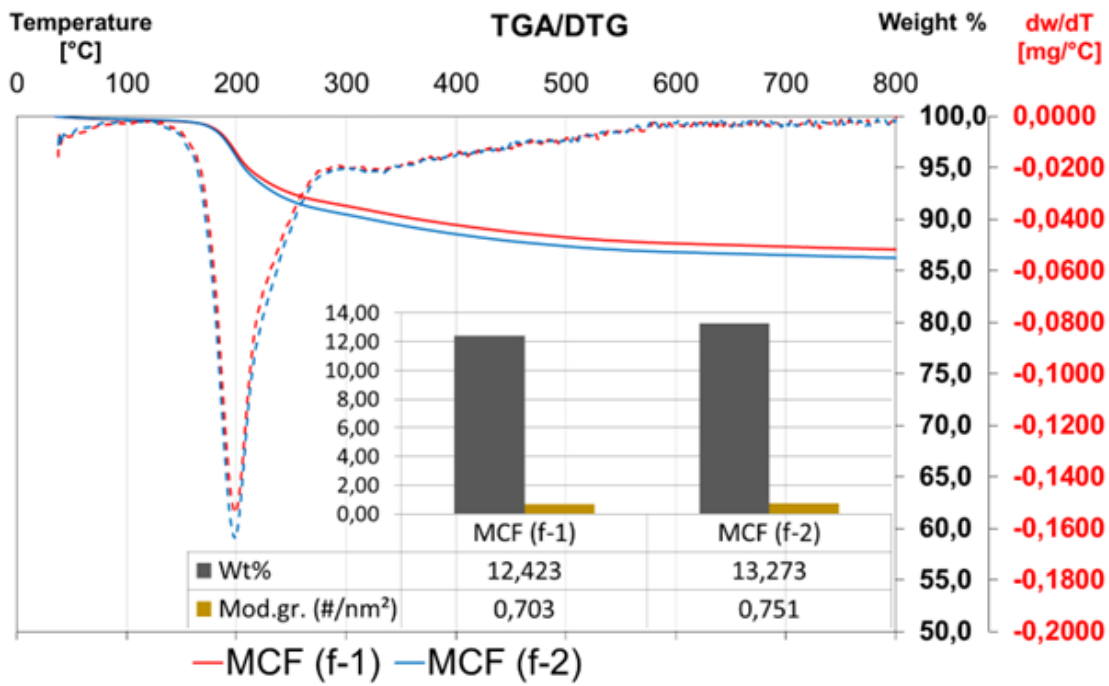 Temperature
[°C]
TGA/DTG
Weight %
dw/dT
[mg/°C]
0 100 200 300 400 500 600 700 800
100,0 0,0000
95,0 -0,0200
90,0 -0,0400
85,0 -0,0600
80,0 -0,0800
75,0 -0,1000
70,0 -0,1200
65,0 -0,1400
60,0 -0,1600
55,0 -0,1800
50,0 -0,2000
14,00
12,00
10,00
8,00
6,00
4,00
2,00
0,00
MCF (f-1) MCF (f-2)
Wt% 12,423 13,273
Mod.gr. (#/nm²) 0,703 0,751
MCF (f-1) MCF (f-2)